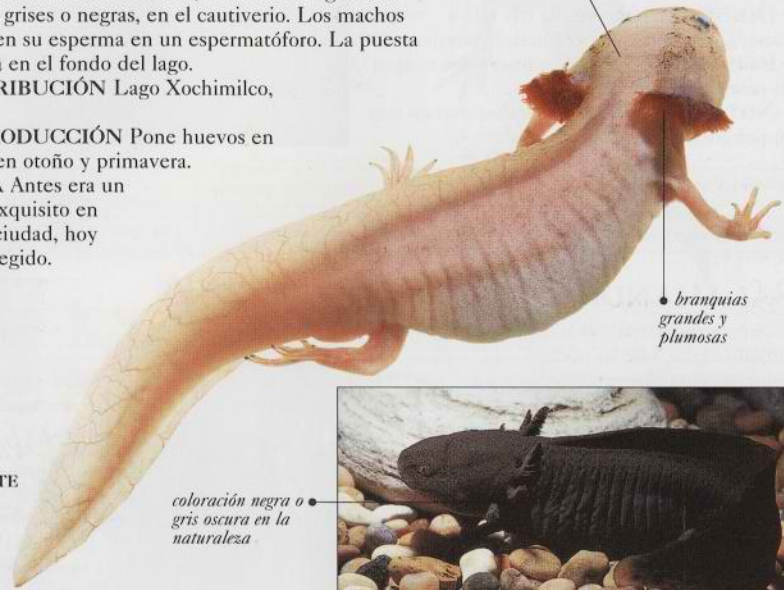 grises o negras, en el cautiverio. Los machos
en su esperma en un espermatóforo. La puesta
en el fondo del lago.
RIBUCIÓN Lago Xochimilco,
ODUCCIÓN Pone huevos en
en otoño y primavera.
Antes era un
xquisito en
ciudad, hoy
egido.
branquias
grandes y
plumosas
TE
coloración negra o
gris oscura en la
naturaleza